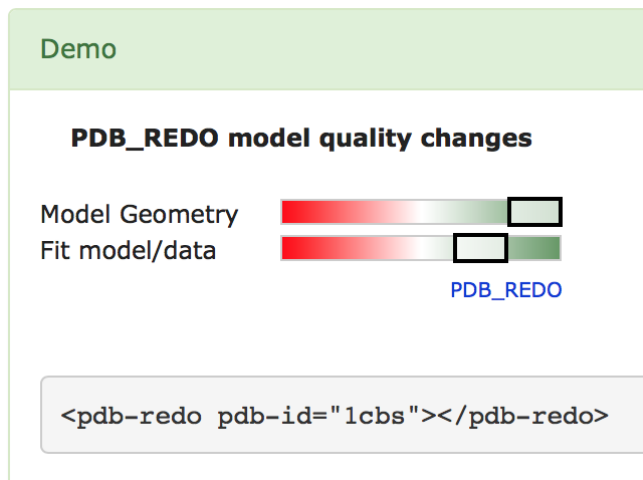 Demo
PDB_REDO model quality changes
Model Geometry
Fit model/data
PDB_REDO
<pdb-redo pdb-id="1cbs"></pdb-redo>